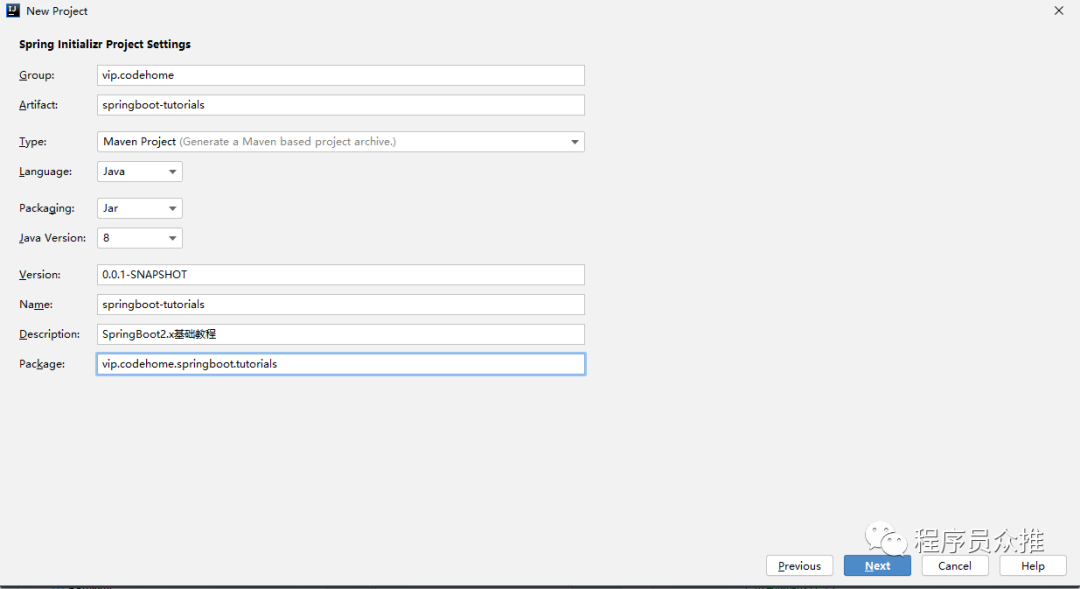 New Project
Spring Initializr Project Settings
Group: vip.codehome
Artifact: springboot-tutorials
Type: Maven Project (Generate a Maven based project archive.)
Language: Java
Packaging: Jar
Java Version: 8
Version: 0.0.1-SNAPSHOT
Name: springboot-tutorials
Description: SpringBoot2.x基础教程
Package: vip.codehome.springboot.tutorials
程序员众推
Previous Next Cancel Help